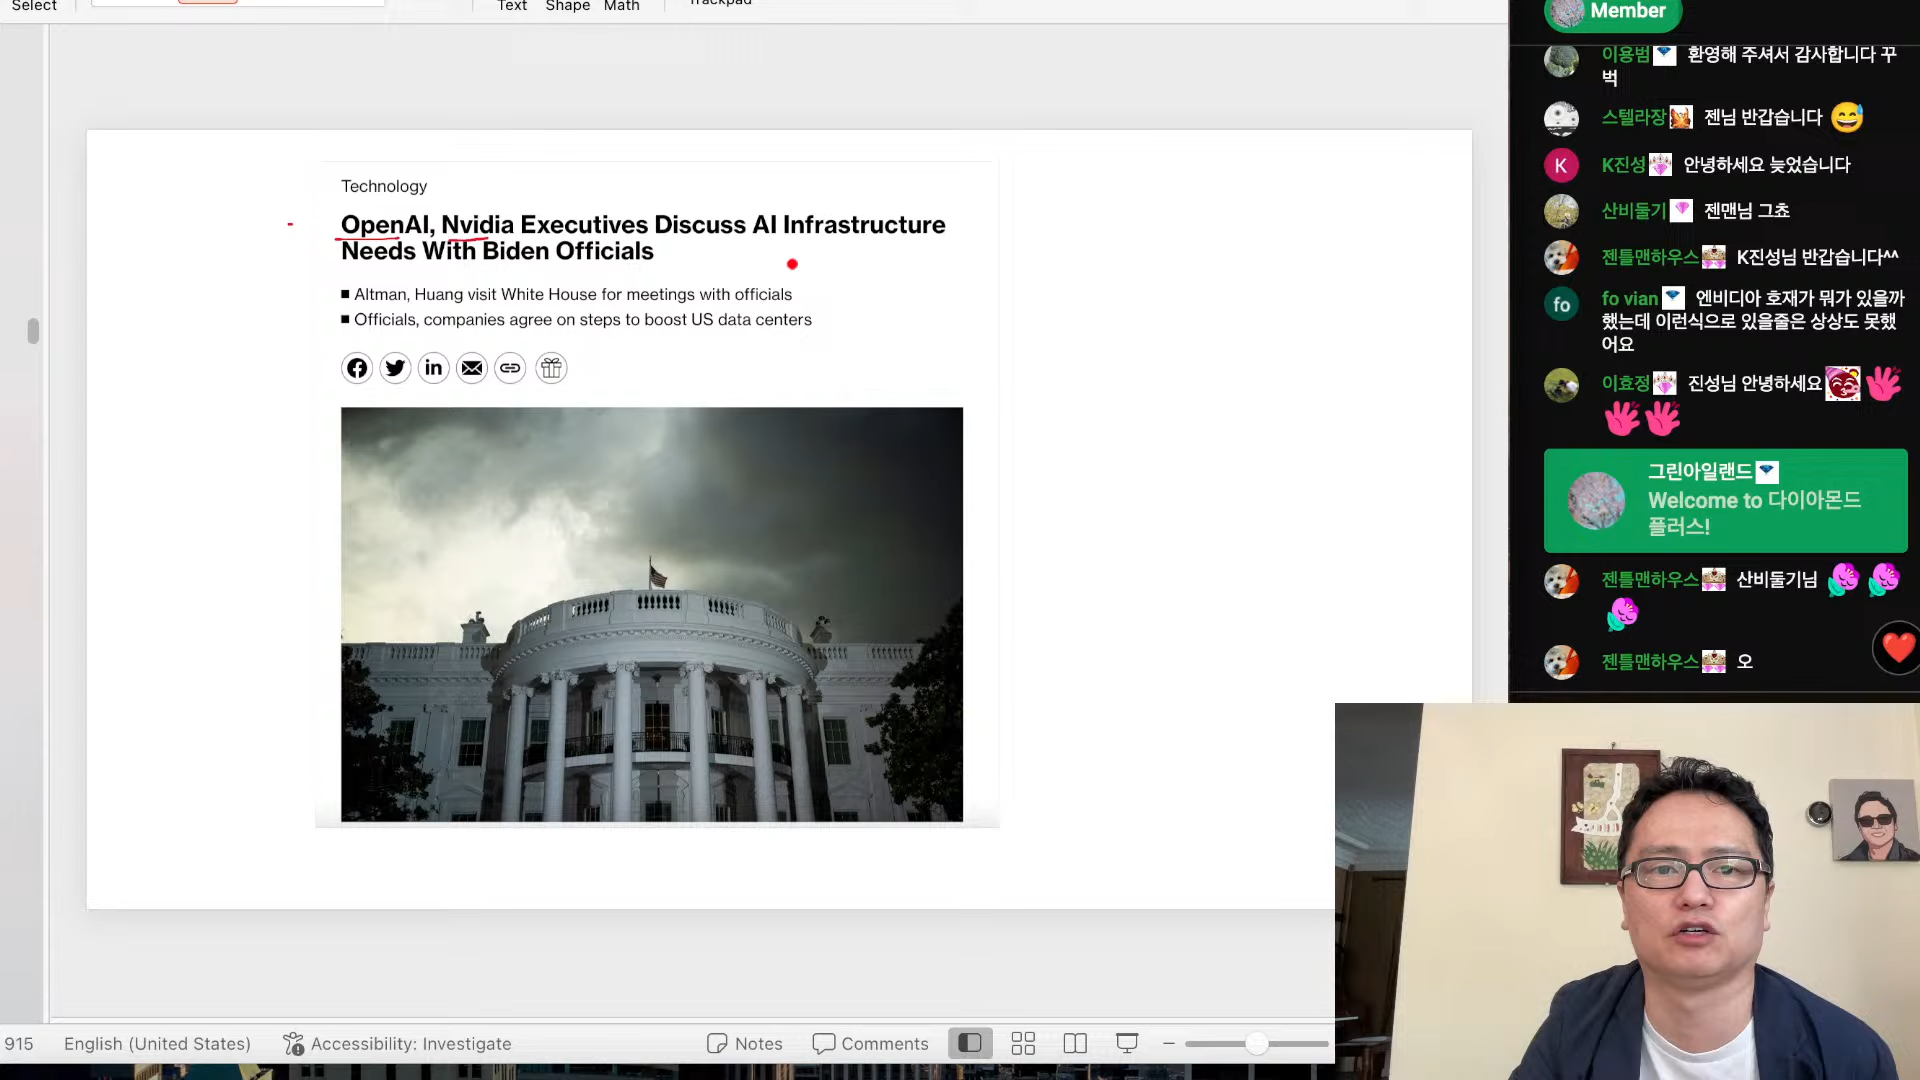 Select
Text Shape Math
Technology
OpenAI, Nvidia Executives Discuss AI Infrastructure
Needs With Biden Officials
■ Altman, Huang visit White House for meetings with officials
■ Officials, companies agree on steps to boost US data centers
in
915 English (United States) Accessibility: Investigate Notes Comments
Member
이용범 환영해 주셔서 감사합니다 꾸
벅
스텔라장 젠님 반갑습니다
K K진성 안녕하세요 늦었습니다
산비둘기 젠맨님 그쵸
젠틀맨하우스 K진성님 반갑습니다^^
fo fo vian 엔비디아 호재가 뭐가 있을까
했는데 이런식으로 있을줄은 상상도 못했
어요
이효정 진성님 안녕하세요
그린아일랜드
Welcome to 다이아몬드
플러스!
젠틀맨하우스 산비둘기님
젠틀맨하우스 오